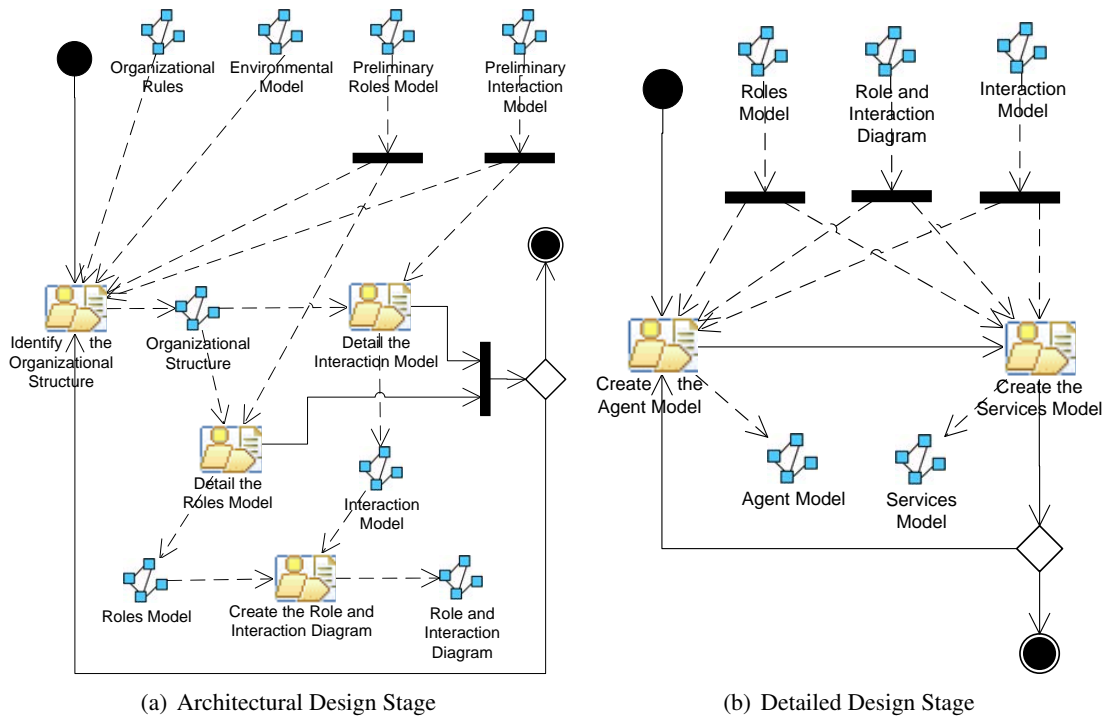 Organizational
Rules
Environmental
Model
Preliminary
Roles Model
Preliminary
Interaction
Model
Identify the
Organizational
Structure
Organizational
Structure
Detail the
Interaction Model
Detail the
Roles Model
Interaction
Model
Roles Model
Create the Role and
Interaction Diagram
Role and
Interaction
Diagram
(a) Architectural Design Stage
Roles
Model
Role and
Interaction
Diagram
Interaction
Model
Create the
Agent Model
Create the
Services Model
Agent Model
Services
Model
(b) Detailed Design Stage